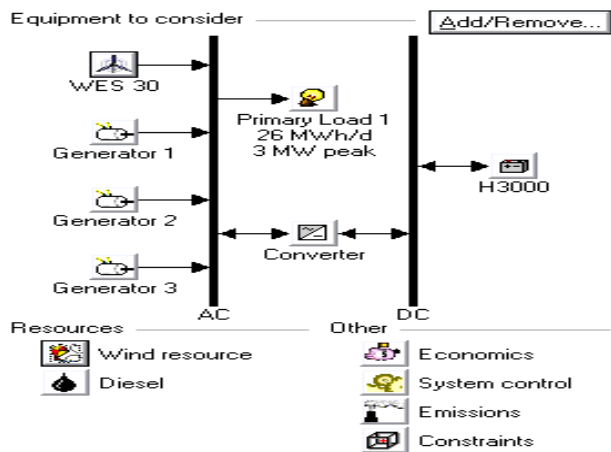 Equipment to consider
Add/Remove...
WES 30
Primary Load 1
26 MWh/d
3 MW peak
Generator 1
H3000
Generator 2
Converter
Generator 3
AC
DC
Resources
Other
Wind resource
Economics
Diesel
System control
Emissions
Constraints